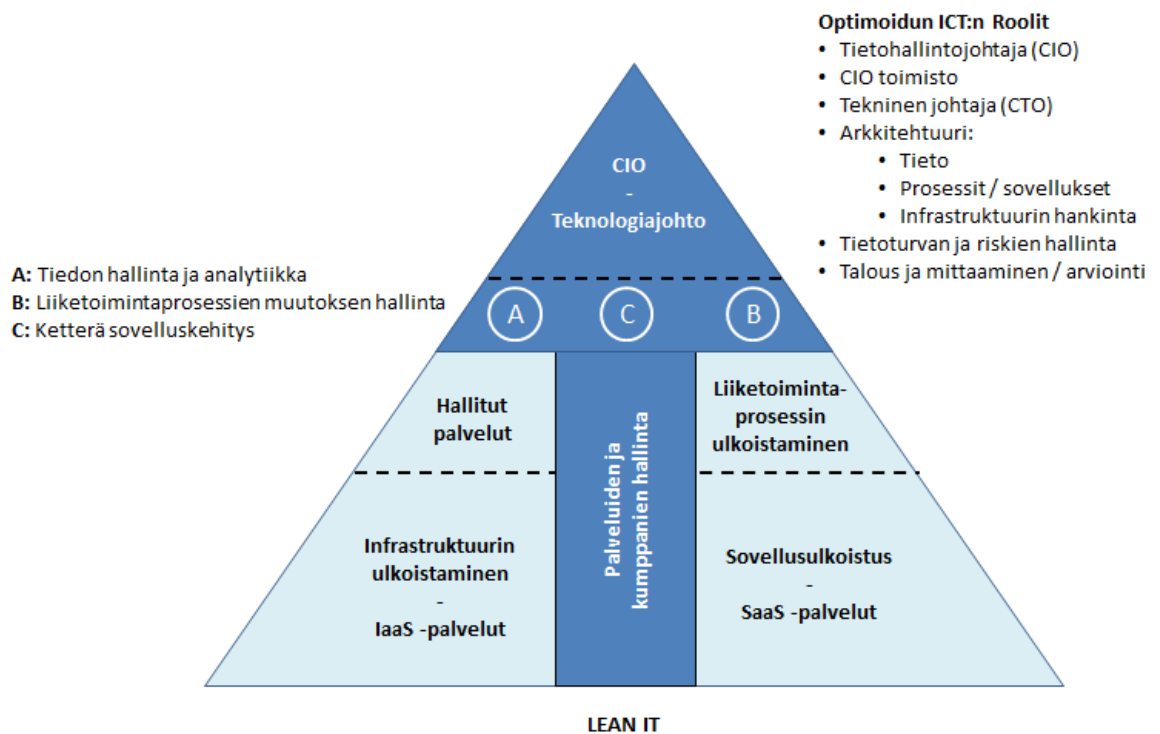 Optimoidun ICT:n Roolit
• Tietohallintojohtaja (CIO)
• CIO toimisto
• Tekninen johtaja (CTO)
• Arkkitehtuuri:
• Tieto
• Prosessit / sovellukset
• Infrastruktuurin hankinta
• Tietoturvan ja riskien hallinta
• Talous ja mittaaminen / arviointi
CIO
-
Teknologiajohto
A: Tiedon hallinta ja analytiikka
B: Liiketoimintaprosessien muutoksen hallinta
C: Ketterä sovelluskehitys
A
C
B
Hallitut
palvelut
Palveluiden ja
kumppanien hallinta
Liiketoiminta-
prosessin
ulkoistaminen
Infrastruktuurin
ulkoistaminen
-
IaaS -palvelut
Sovellusulkoistus
-
SaaS -palvelut
LEAN IT